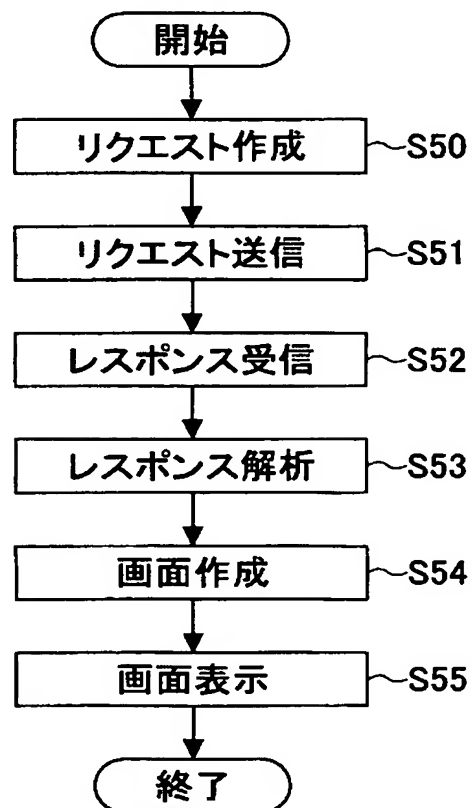 開始
リクエスト作成 ~S50
リクエスト送信 ~S51
レスポンス受信 ~S52
レスポンス解析 ~S53
画面作成 ~S54
画面表示 ~S55
終了